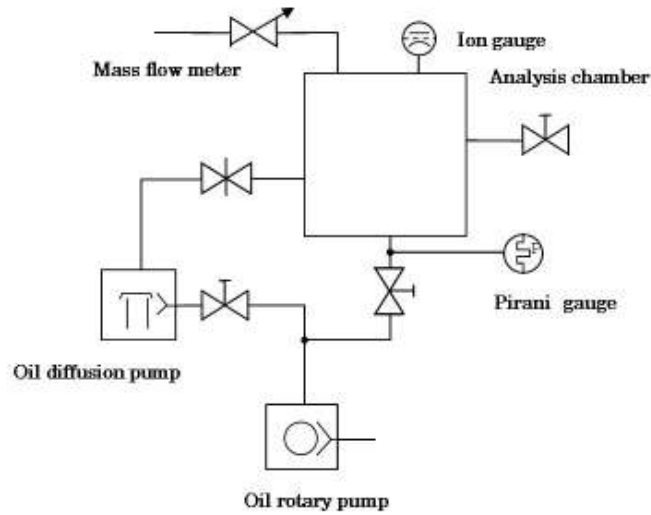 Ion gauge
Mass flow meter
Analysis chamber
P
Pirani gauge
Oil diffusion pump
Oil rotary pump